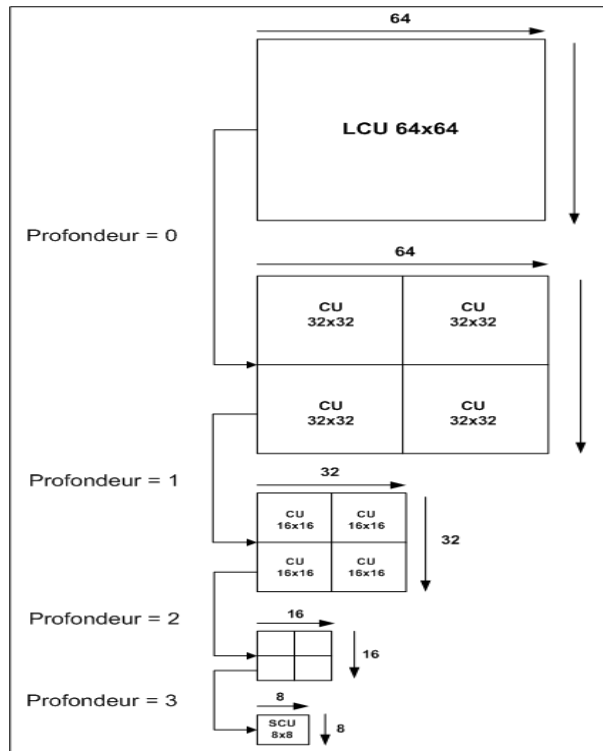 64
LCU 64x64
Profondeur = 0
64
CU CU
32x32 32x32
CU CU
32x32 32x32
Profondeur = 1
32
CU CU
16x16 16x16
32
CU CU
16x16 16x16
Profondeur = 2
16
16
Profondeur = 3
8
SCU
8x8
8